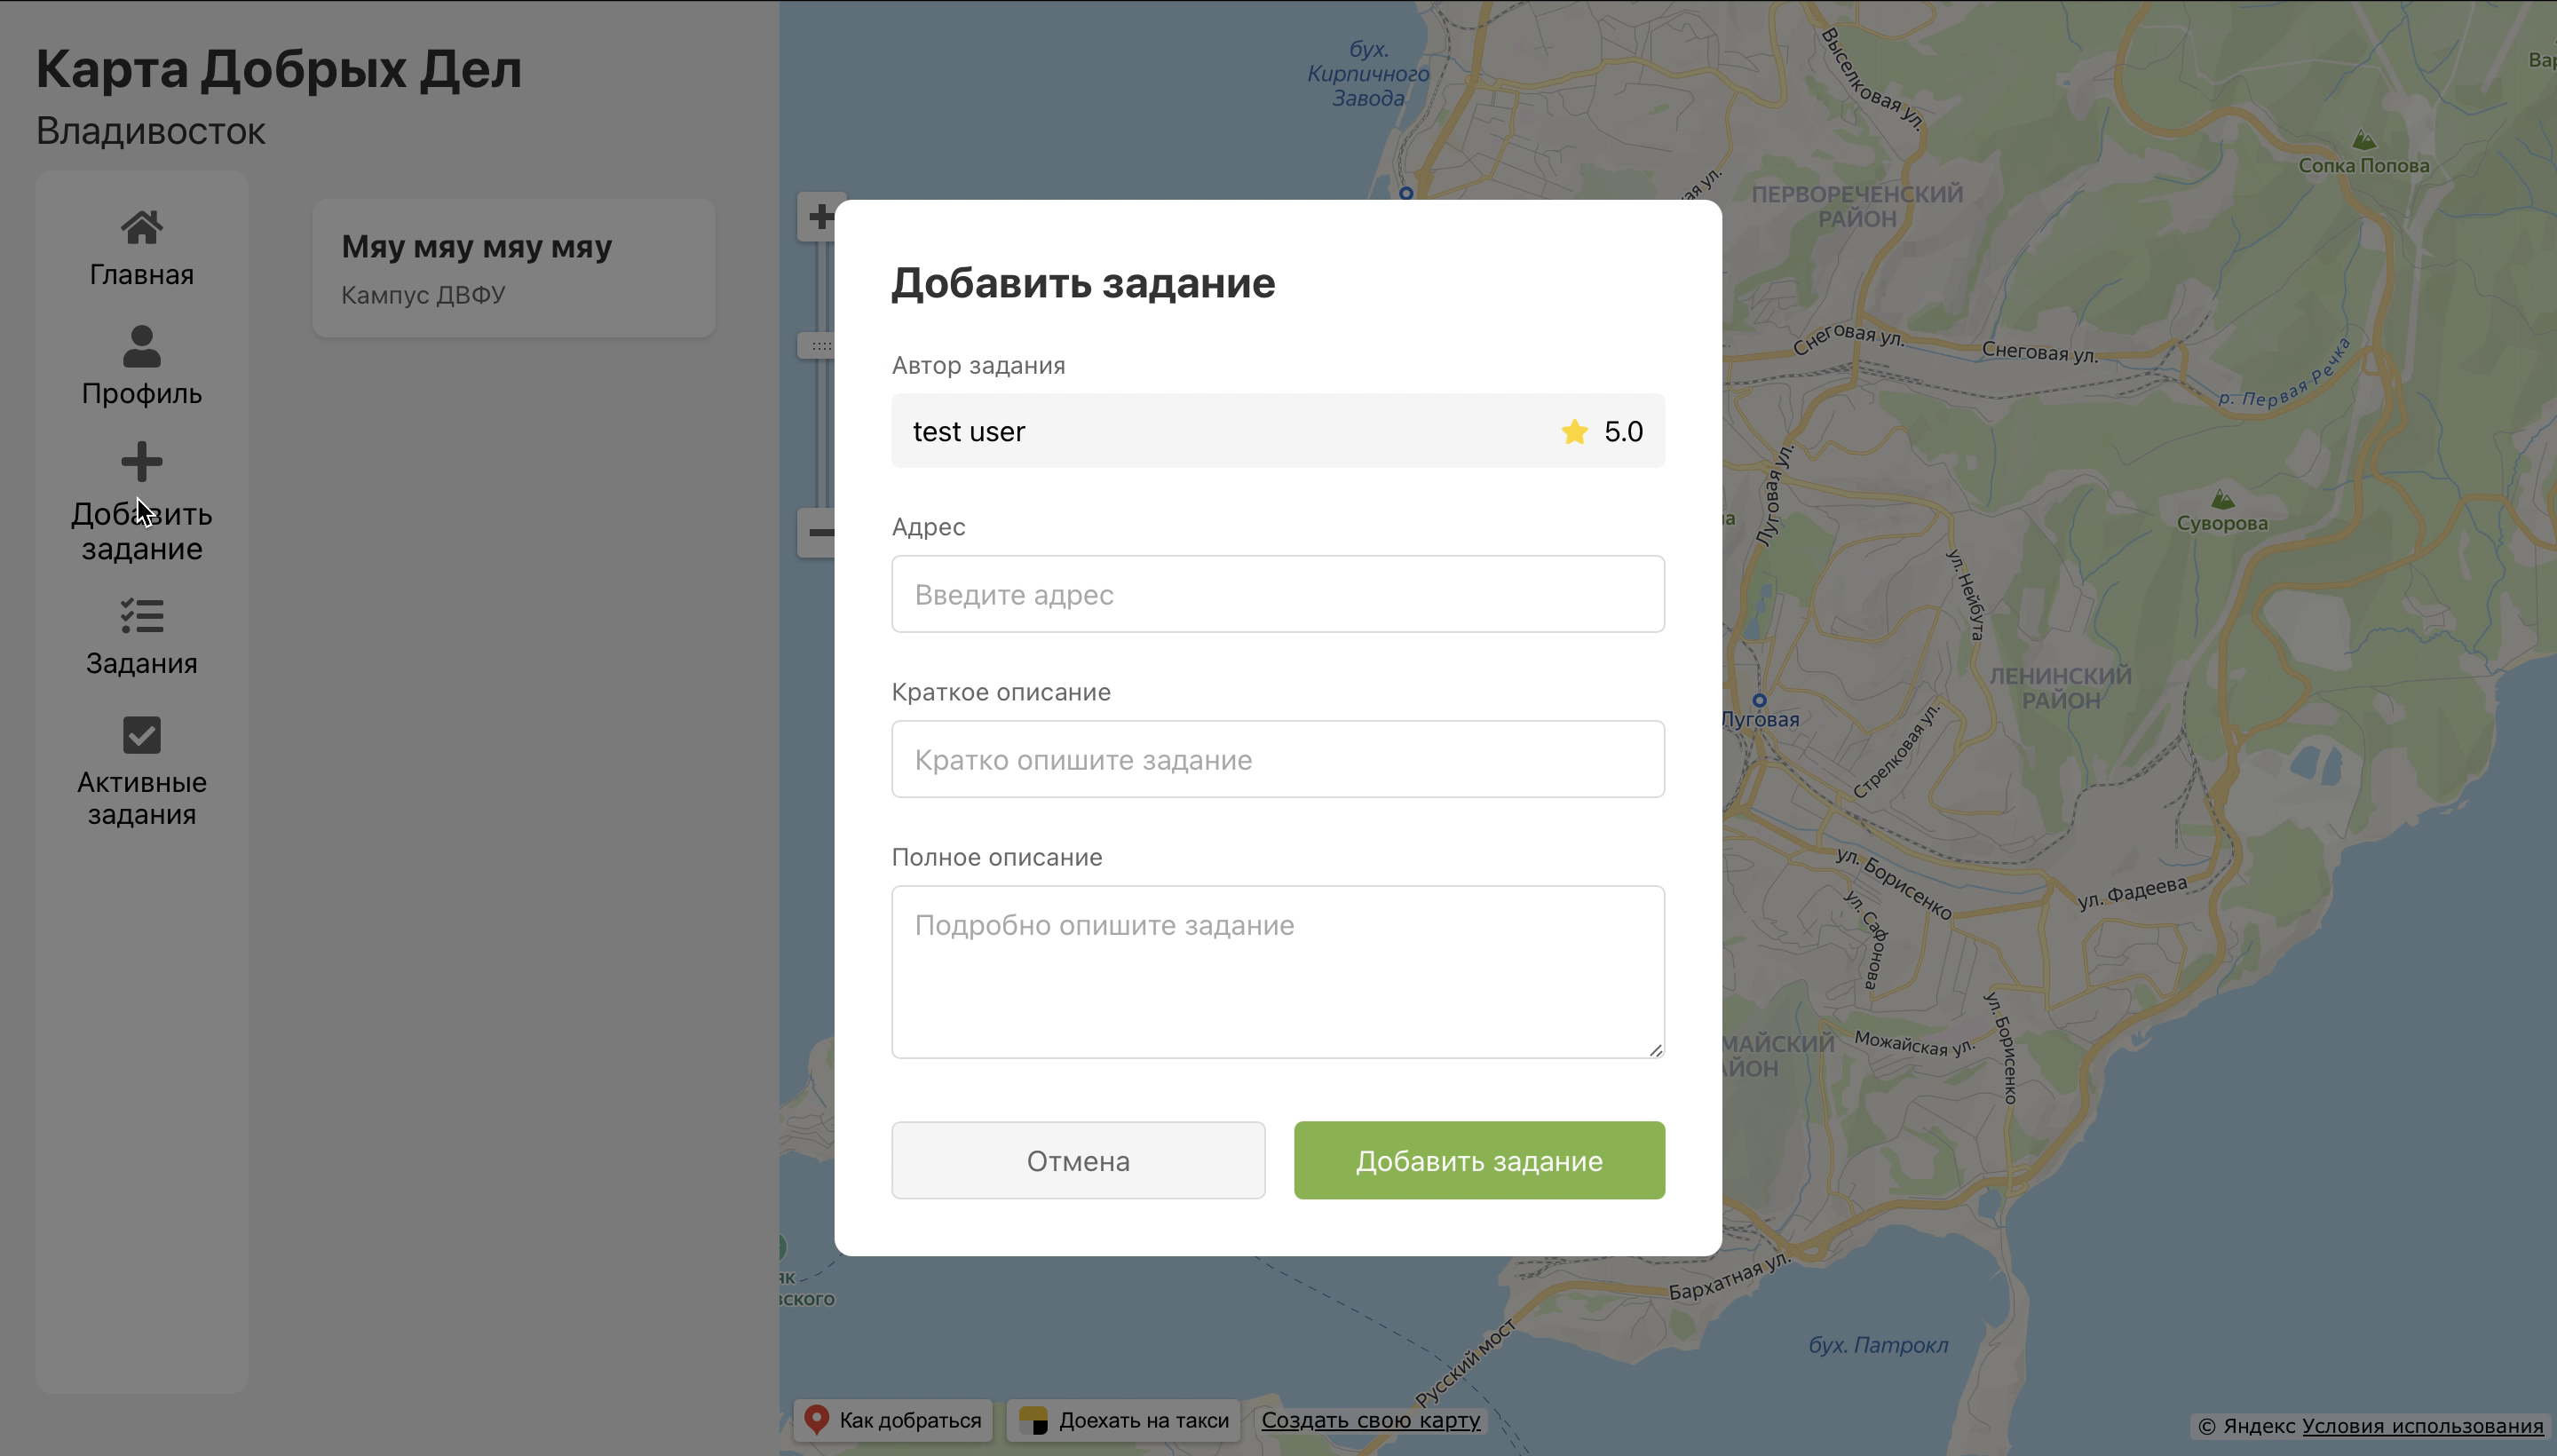 Карта Добрых Дел
Владивосток
Главная
Профиль
Добавить
задание
Задания
Активные
задания
Мяу мяу мяу мяу
Кампус ДВФУ
Добавить задание
Автор задания
test user
5.0
Адрес
Введите адрес
Краткое описание
Кратко опишите задание
Полное описание
Подробно опишите задание
Отмена
Добавить задание
бух.
Кирпичного
Завода
Выселковая ул.
Сопка Попова
ПЕРВОРЕЧЕНСКИЙ
РАЙОН
Снеговая ул.
Снеговая ул.
р. Первая Речка
Луговая ул.
Суворова
ул. Нейбута
ЛЕНИНСКИЙ
РАЙОН
Луговая
Стрелковая ул.
ул. Борисенко
ул. Фадеева
ул. Сафонова
ул. Борисенко
Можайская ул.
Бархатная ул.
Русский мост
бух. Патрокл
Как добраться
Доехать на такси
Создать свою карту
© Яндекс Условия использования